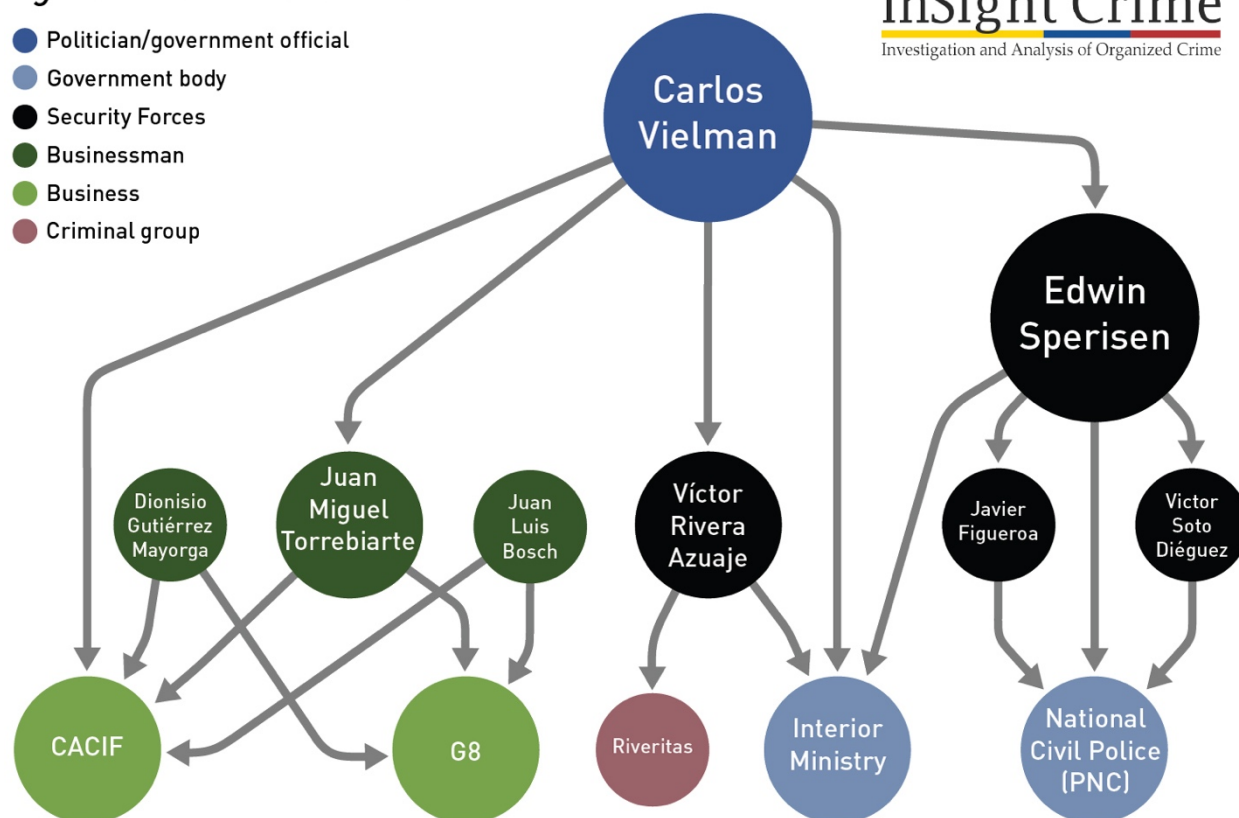 Politician/government official
Government body
Security Forces
Businessman
Business
Criminal group
InSight Crime
Investigation and Analysis of Organized Crime
Carlos
Vielman
Edwin
Sperisen
Dionisio
Gutiérrez
Mayorga
Juan
Miguel
Torrebiarte
Juan
Luis
Bosch
Víctor
Rivera
Azuaje
Javier
Figueroa
Victor
Soto
Diéguez
CACIF
G8
Riveritas
Interior
Ministry
National
Civil Police
(PNC)